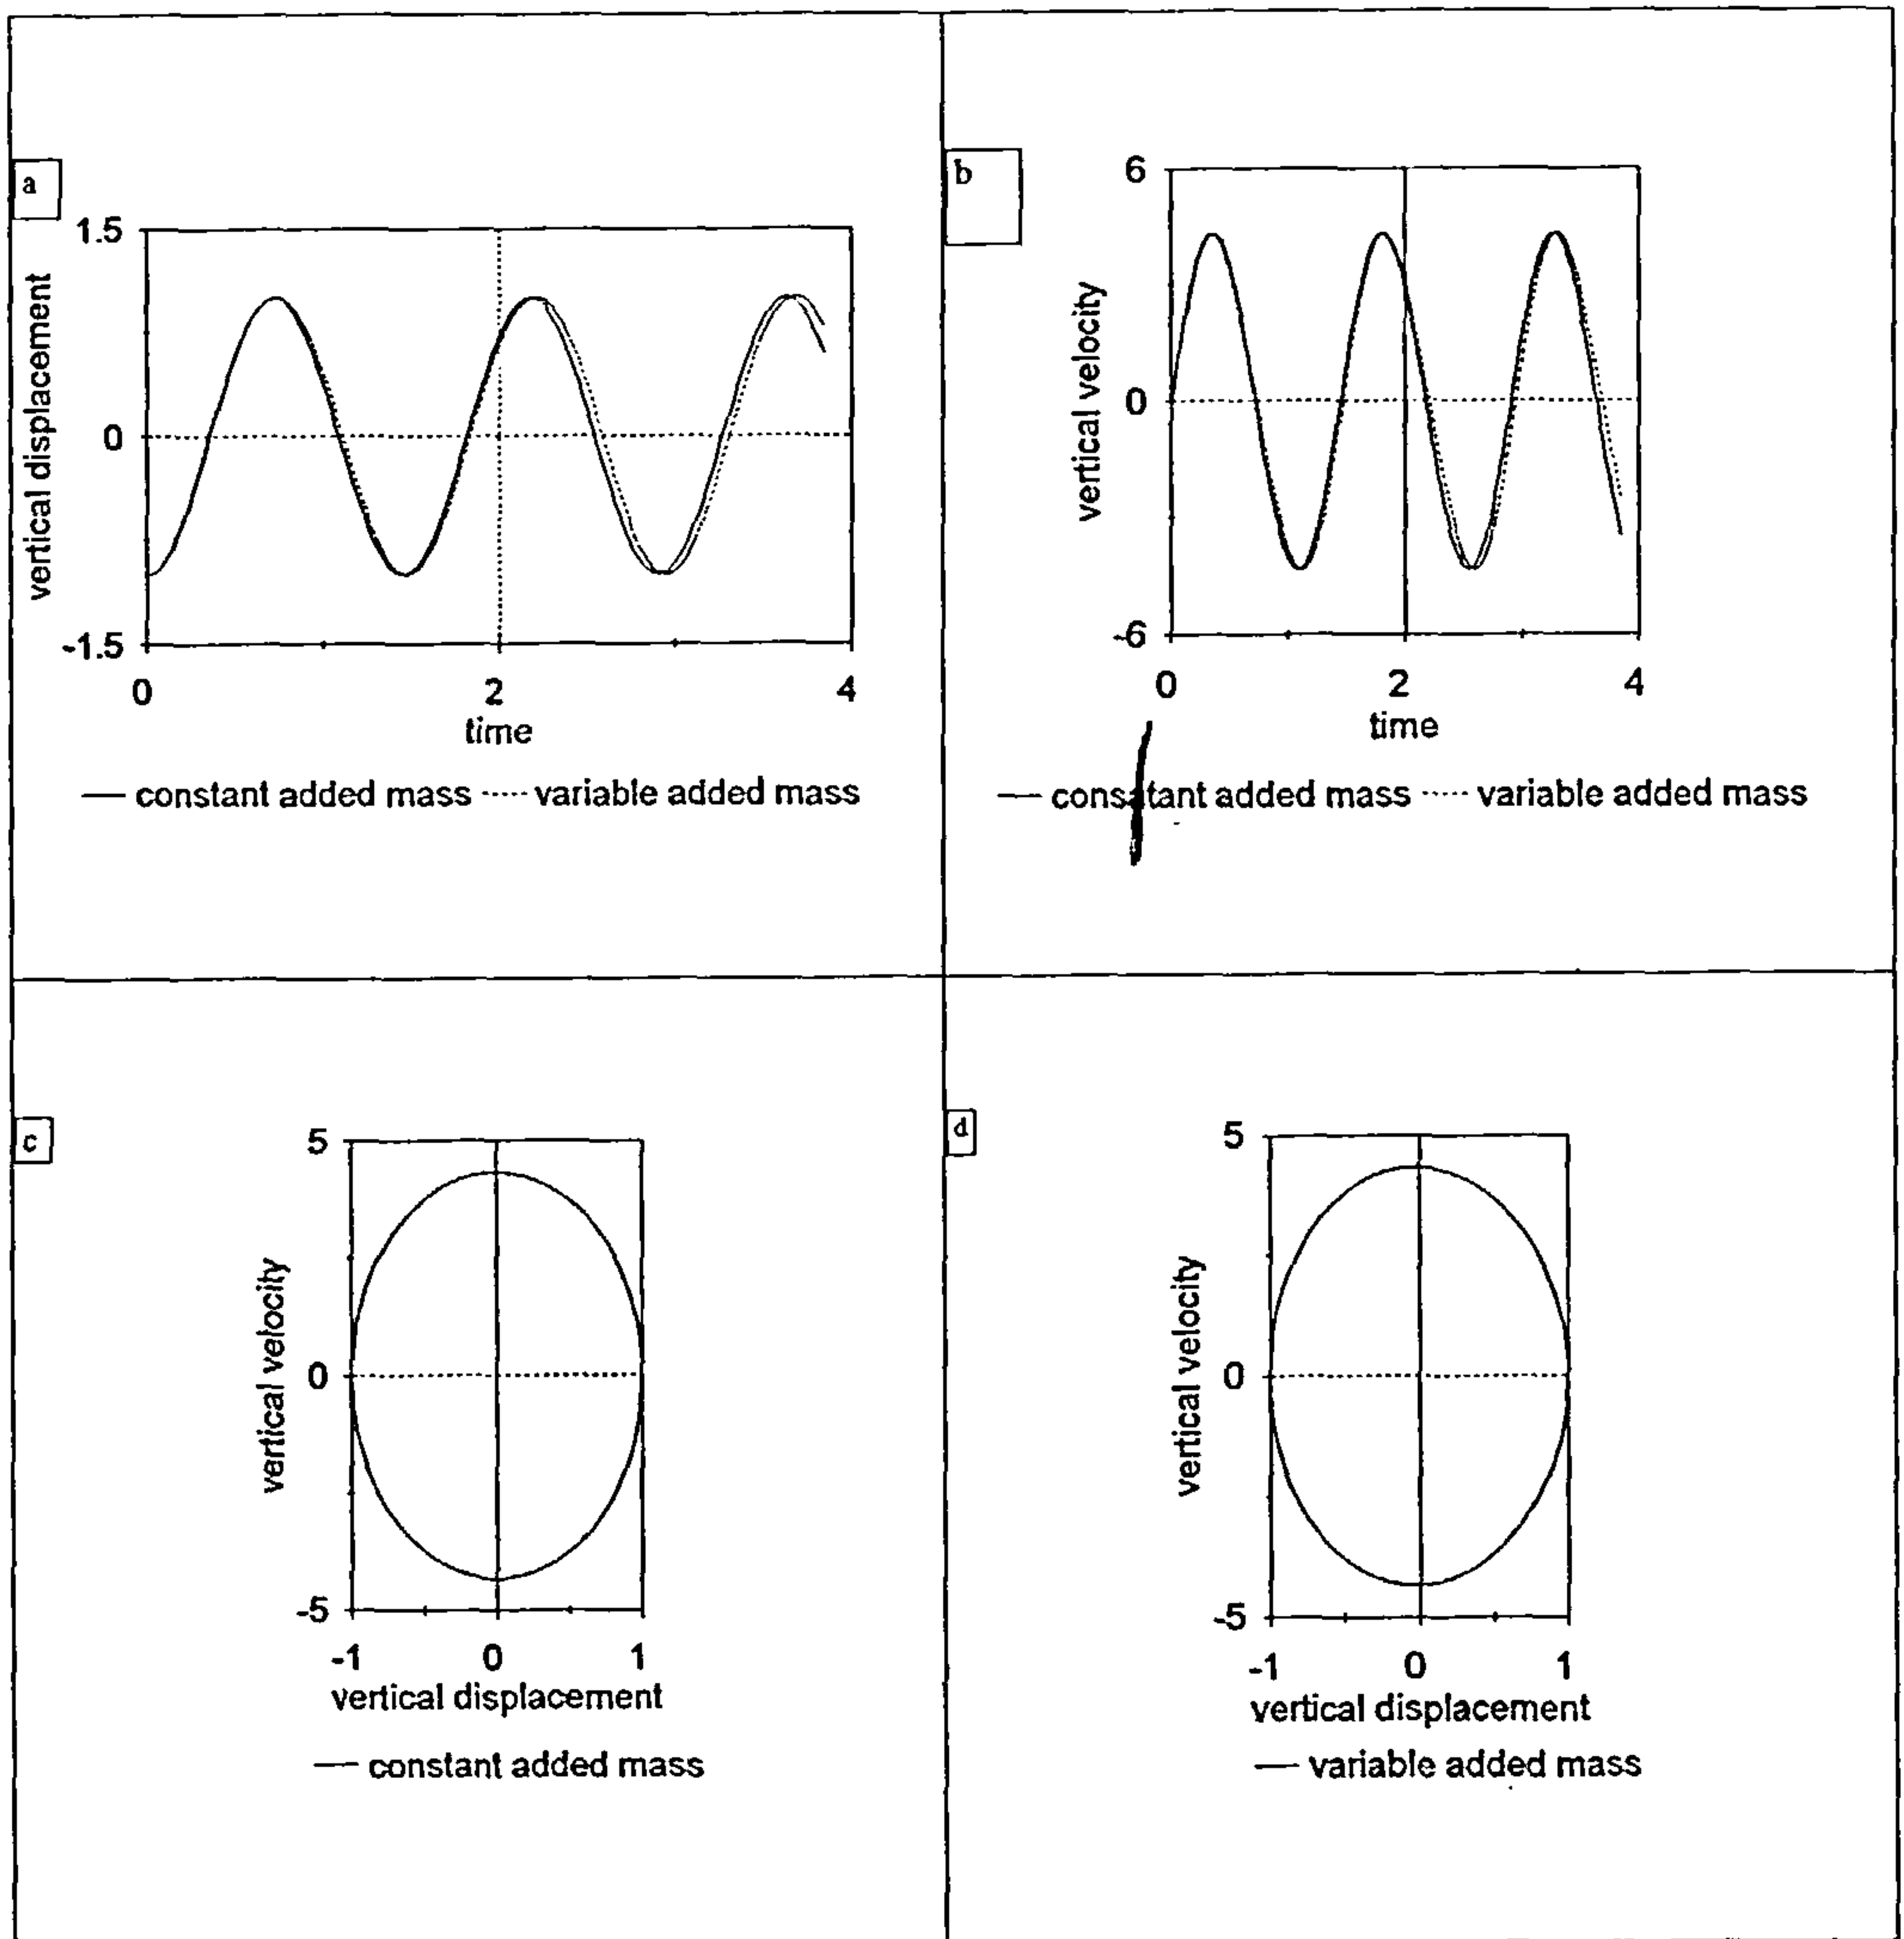 a
1.5
0
-1.5
vertical displacement
0 2 4
time
constant added mass variable added mass
b
6
0
-6
vertical velocity
0 2 4
time
consatant added mass variable added mass
c
5
0
-5
vertical velocity
-1 0 1
vertical displacement
constant added mass
d
5
0
-5
vertical velocity
-1 0 1
vertical displacement
variable added mass